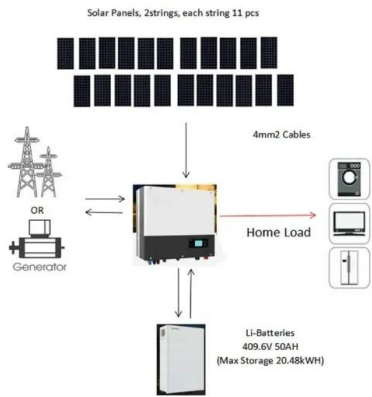 Solar Panels, 2strings, each string 11 pcs
4mm2 Cables
OR
Generator
Home Load
Li-Batteries
409.6V 50AH
(Max Storage 20.48kWH)